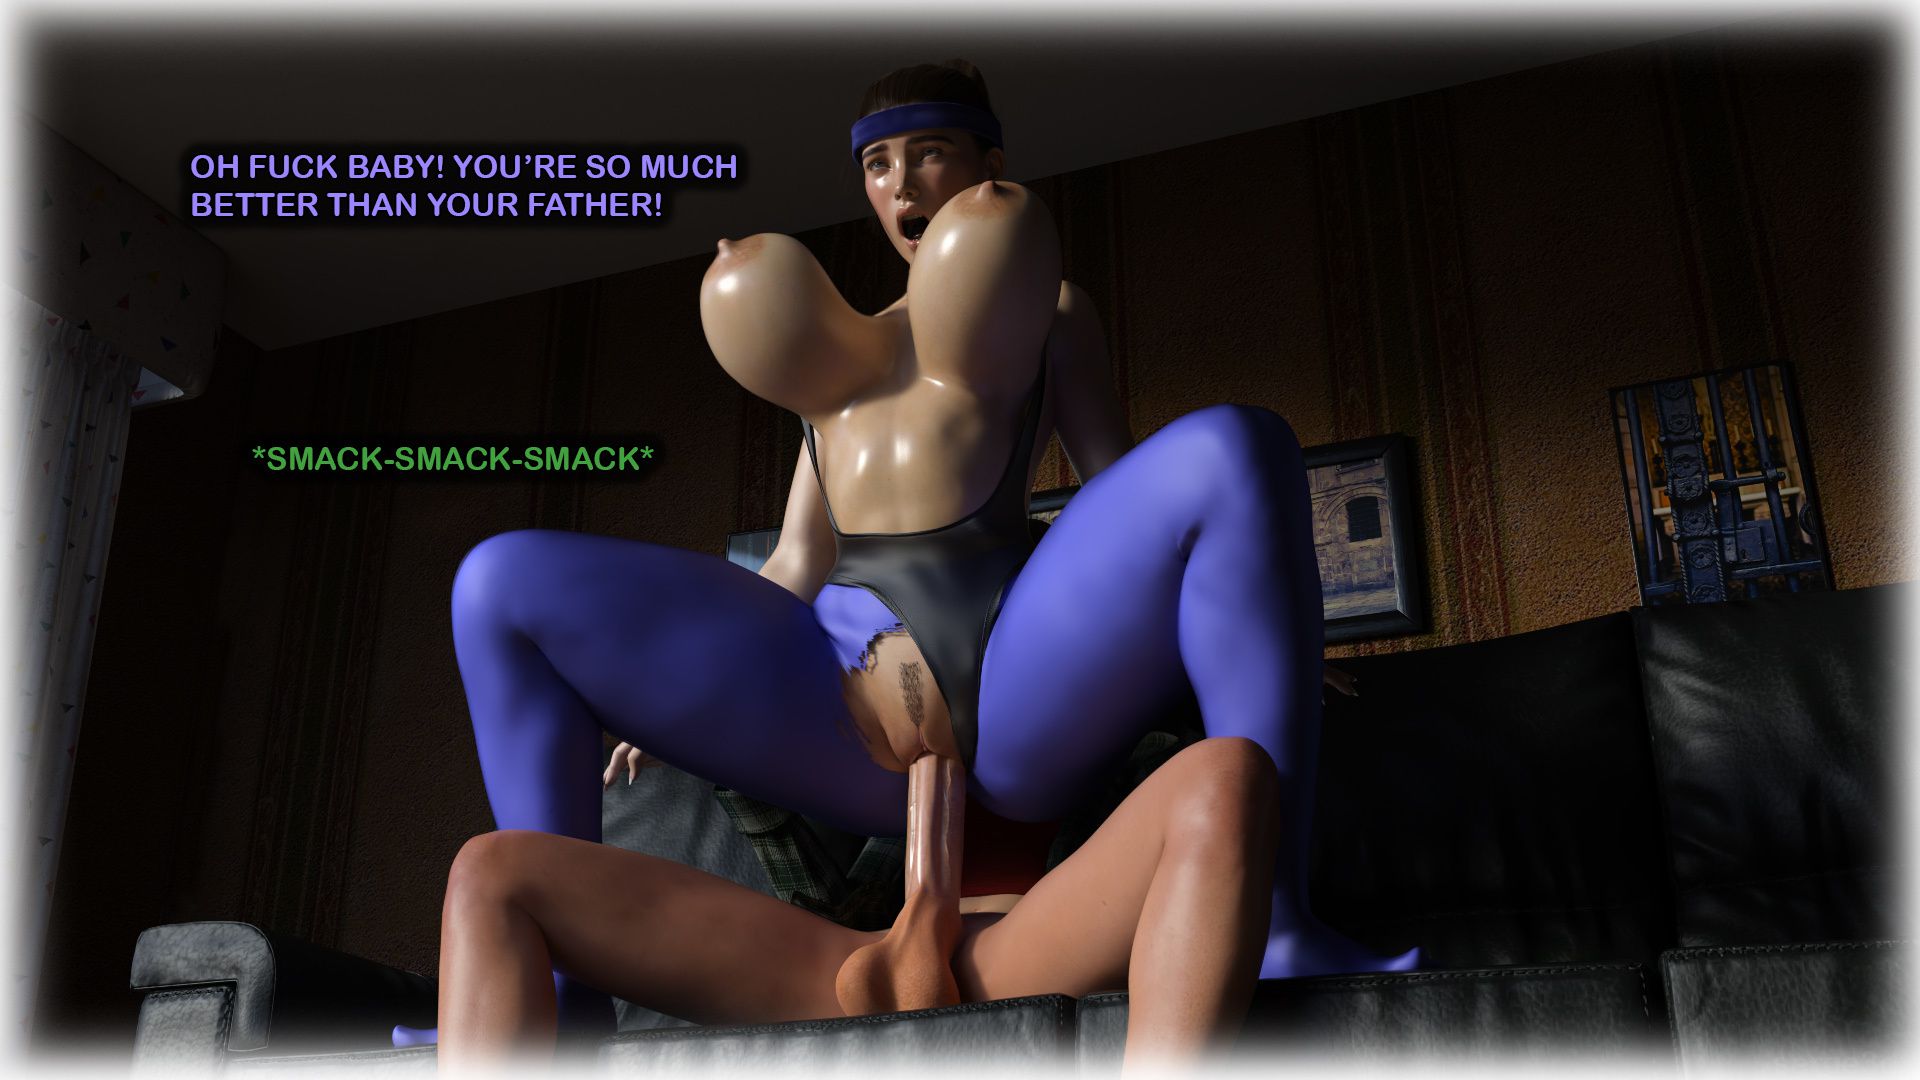 OH FUCK BABY! YOU’RE SO MUCH
BETTER THAN YOUR FATHER!
*SMACK-SMACK-SMACK*